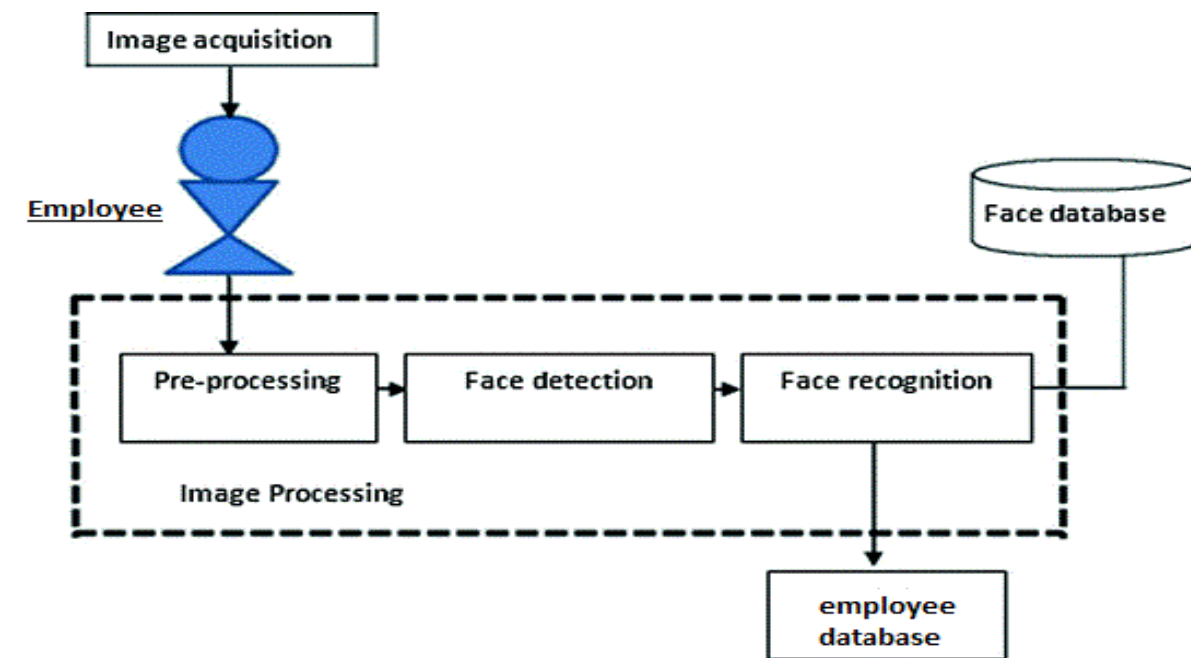 Image acquisition
Employee
Face database
Pre-processing
Face detection
Face recognition
Image Processing
employee
database